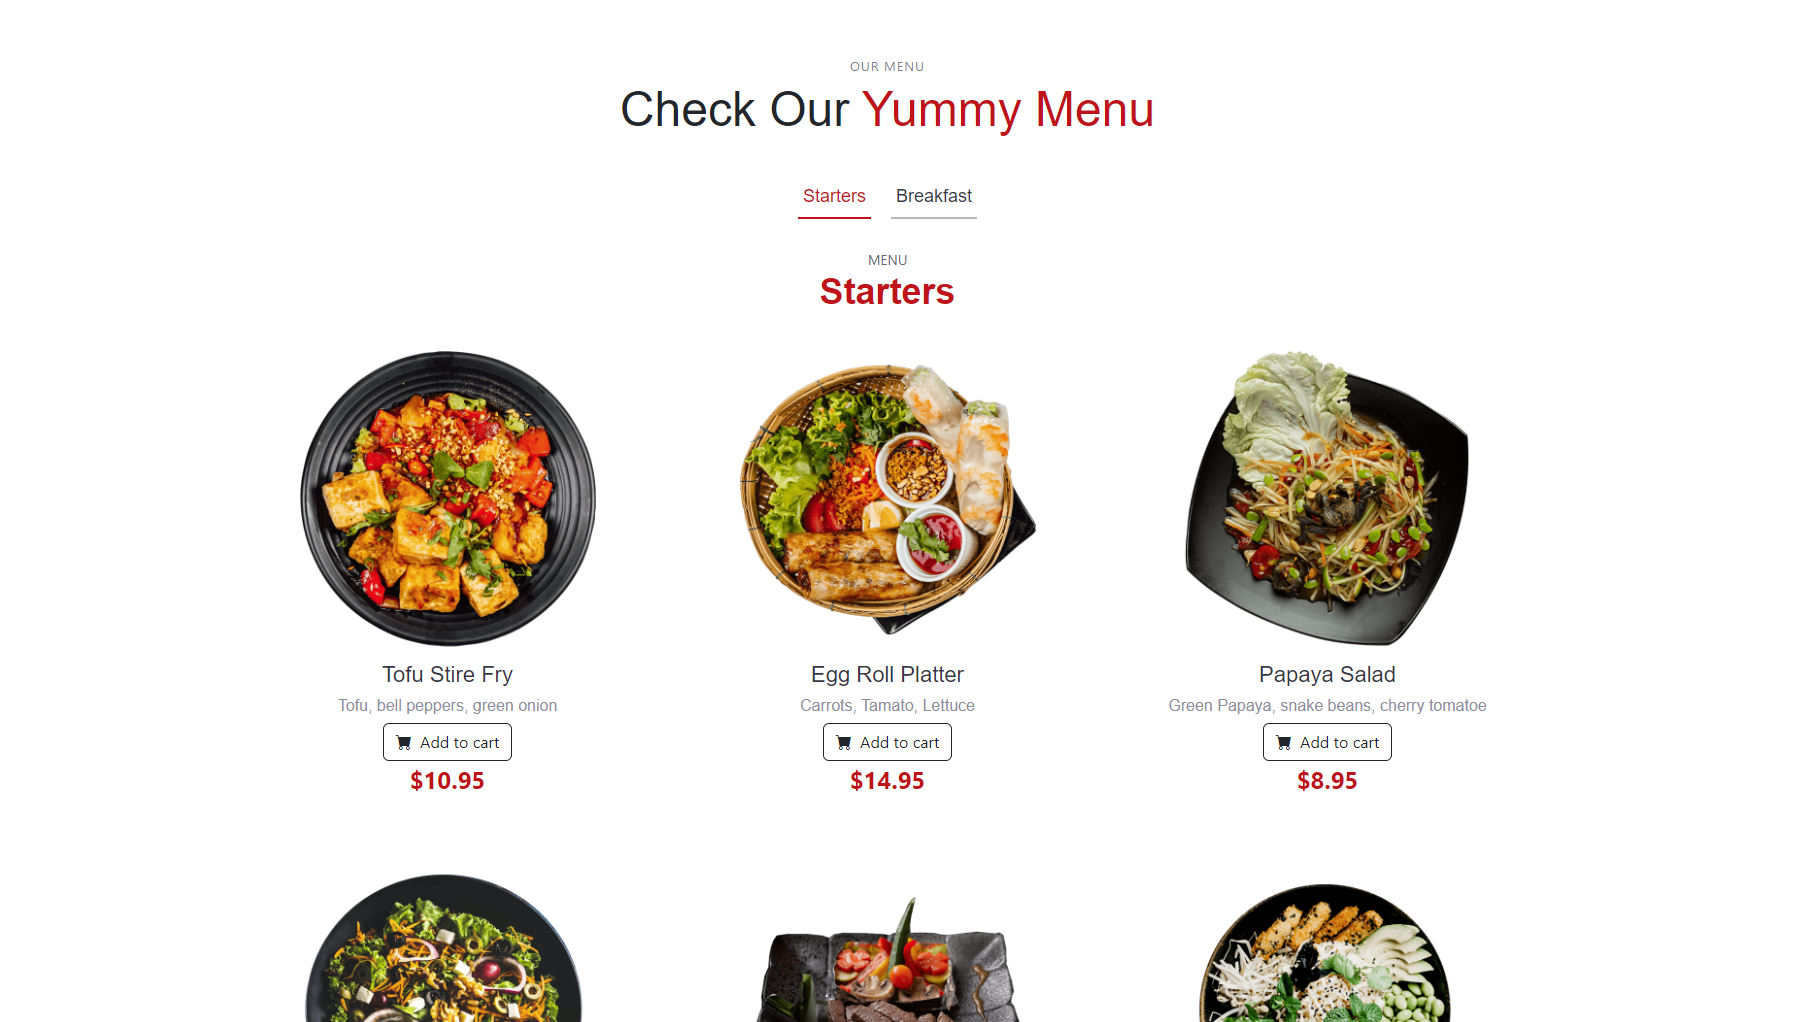 OUR MENU
Check Our Yummy Menu
Starters Breakfast
MENU
Starters
Tofu Stire Fry
Tofu, bell peppers, green onion
Add to cart
$10.95
Egg Roll Platter
Carrots, Tamato, Lettuce
Add to cart
$14.95
Papaya Salad
Green Papaya, snake beans, cherry tomatoe
Add to cart
$8.95